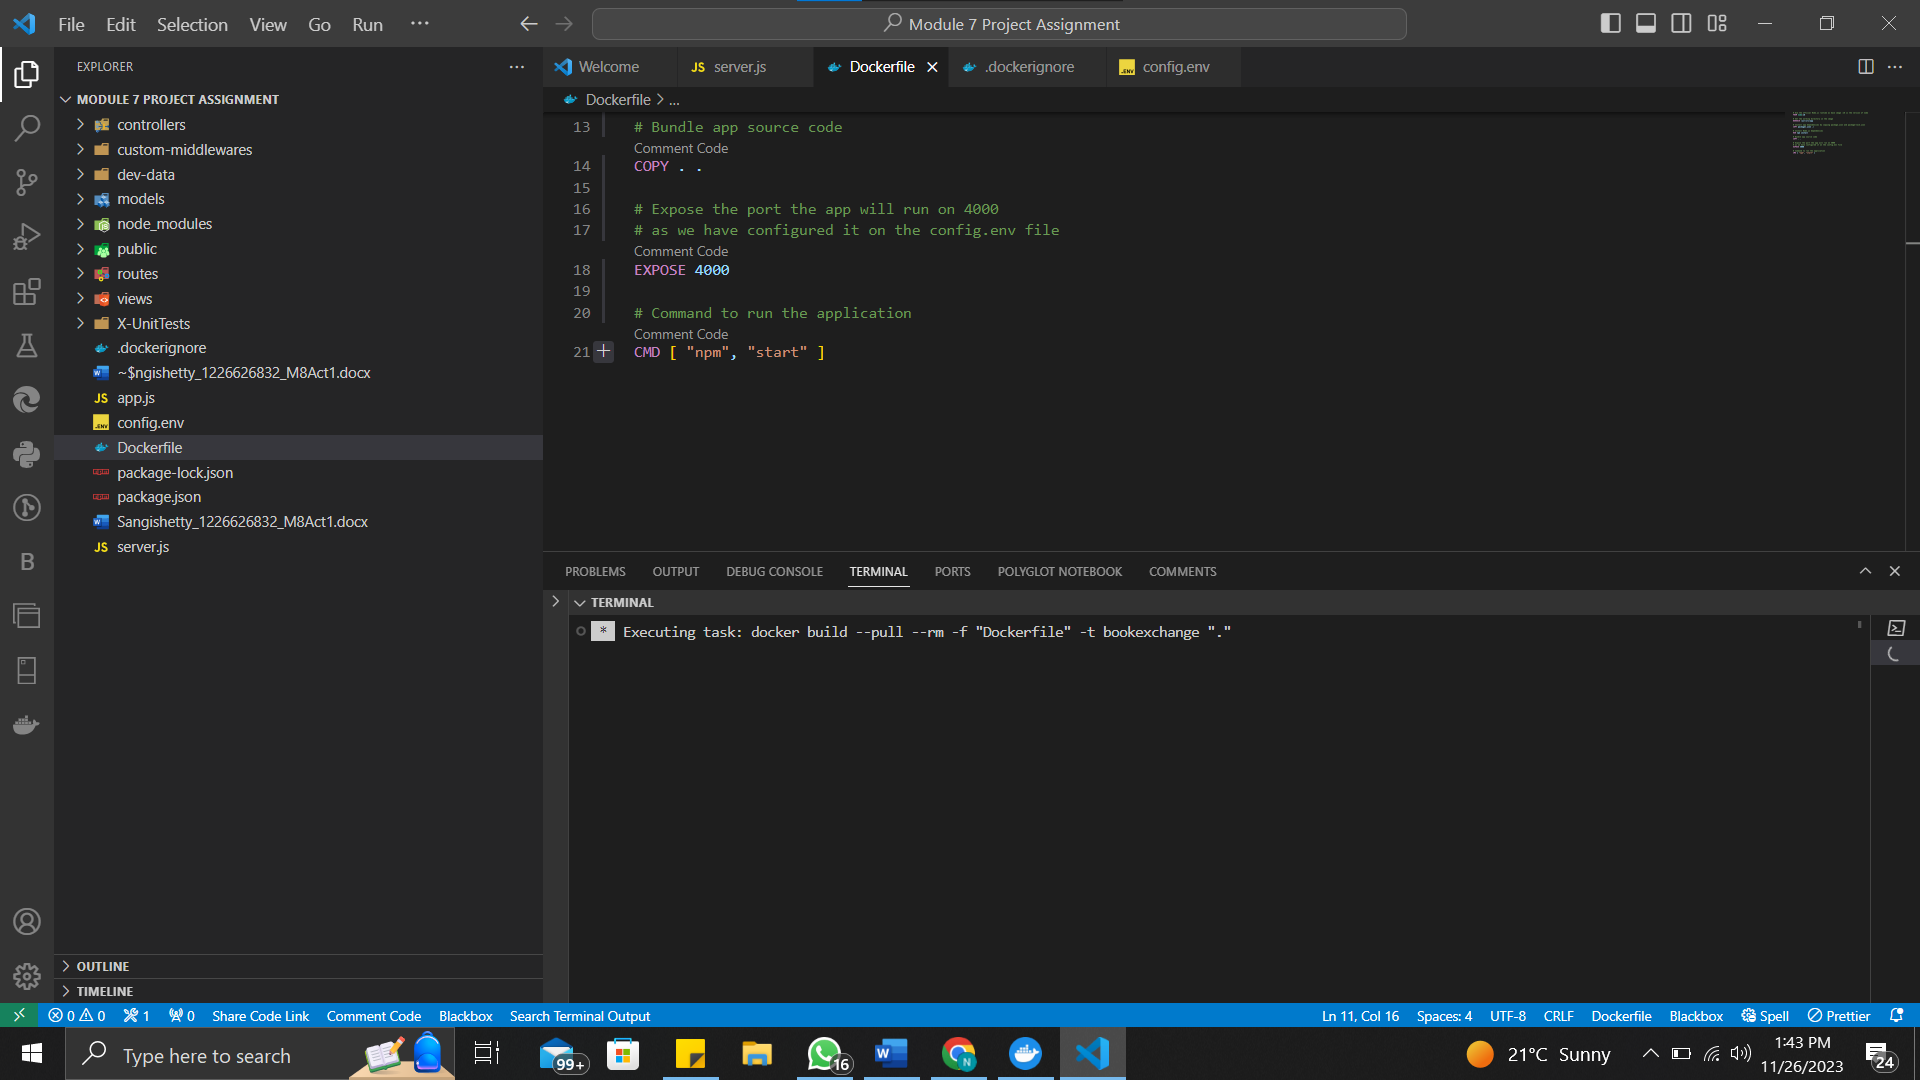 File Edit Selection View Go Run ···
Module 7 Project Assignment
EXPLORER
MODULE 7 PROJECT ASSIGNMENT
controllers
custom-middlewares
dev-data
models
node_modules
public
routes
views
X-UnitTests
.dockerignore
~$ngishetty_1226626832_M8Act1.docx
app.js
config.env
Dockerfile
package-lock.json
package.json
Sangishetty_1226626832_M8Act1.docx
server.js
OUTLINE
TIMELINE
Welcome
JS server.js
Dockerfile
.dockerignore
.ENV config.env
Dockerfile > ...
13 # Bundle app source code
Comment Code
14 COPY . .
15
16 # Expose the port the app will run on 4000
17 # as we have configured it on the config.env file
Comment Code
18 EXPOSE 4000
19
20 # Command to run the application
Comment Code
21 CMD [ "npm", "start" ]
PROBLEMS OUTPUT DEBUG CONSOLE TERMINAL PORTS POLYGLOT NOTEBOOK COMMENTS
TERMINAL
* Executing task: docker build --pull --rm -f "Dockerfile" -t bookexchange "."
0 0 1 0 Share Code Link Comment Code Blackbox Search Terminal Output
Ln 11, Col 16 Spaces: 4 UTF-8 CRLF Dockerfile Blackbox Spell Prettier
Type here to search
99+
16
N
21°C Sunny
1:43 PM
11/26/2023
24